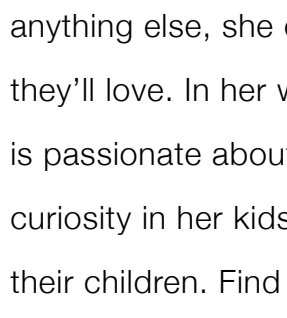 anything else, she
they’ll love. In her
is passionate about
curiosity in her kids
their children. Find